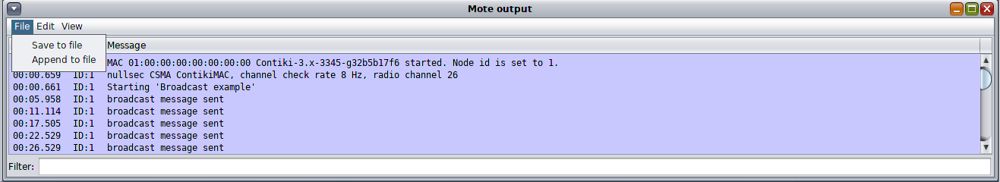 Mote output
File Edit View
Save to file
Append to file
Message
MAC 01:00:00:00:00:00:00:00 Contiki-3.x-3345-g32b5b17f6 started. Node id is set to 1.
00:00.659 ID:1 nullsec CSMA ContikiMAC, channel check rate 8 Hz, radio channel 26
00:00.661 ID:1 Starting 'Broadcast example'
00:05.958 ID:1 broadcast message sent
00:11.114 ID:1 broadcast message sent
00:17.505 ID:1 broadcast message sent
00:22.529 ID:1 broadcast message sent
00:26.529 ID:1 broadcast message sent
Filter: